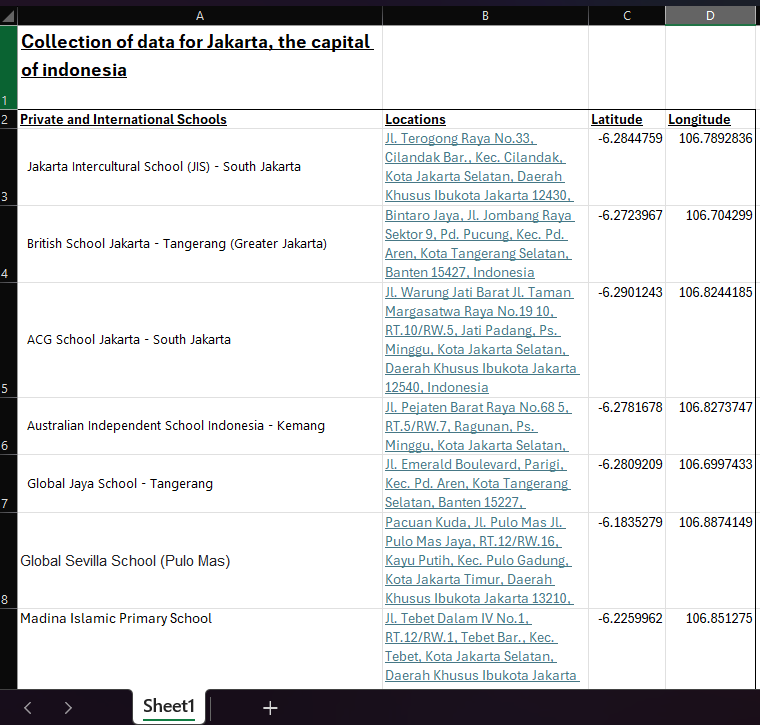 A B C D
Collection of data for Jakarta, the capital
of indonesia
1
2 Private and International Schools Locations Latitude Longitude
Jl. Terogong Raya No.33,
Cilandak Bar., Kec. Cilandak,
Kota Jakarta Selatan, Daerah
Khusus Ibukota Jakarta 12430,
3 Jakarta Intercultural School (JIS) - South Jakarta -6.2844759 106.7892836
Bintaro Jaya, Jl. Jombang Raya
Sektor 9, Pd. Pucung, Kec. Pd.
Aren, Kota Tangerang Selatan,
Banten 15427, Indonesia
4 British School Jakarta - Tangerang (Greater Jakarta) -6.2723967 106.704299
Jl. Warung Jati Barat Jl. Taman
Margasatwa Raya No.19 10,
RT.10/RW.5, Jati Padang, Ps.
Minggu, Kota Jakarta Selatan,
Daerah Khusus Ibukota Jakarta
12540, Indonesia
5 ACG School Jakarta - South Jakarta -6.2901243 106.8244185
Jl. Pejaten Barat Raya No.68 5,
RT.5/RW.7, Ragunan, Ps.
Minggu, Kota Jakarta Selatan,
6 Australian Independent School Indonesia - Kemang -6.2781678 106.8273747
Jl. Emerald Boulevard, Parigi,
Kec. Pd. Aren, Kota Tangerang
Selatan, Banten 15227,
7 Global Jaya School - Tangerang -6.2809209 106.6997433
Pacuan Kuda, Jl. Pulo Mas Jl.
Pulo Mas Jaya, RT.12/RW.16,
Kayu Putih, Kec. Pulo Gadung,
Kota Jakarta Timur, Daerah
Khusus Ibukota Jakarta 13210,
8 Global Sevilla School (Pulo Mas) -6.1835279 106.8874149
Madina Islamic Primary School Jl. Tebet Dalam IV No.1, -6.2259962 106.851275
RT.12/RW.1, Tebet Bar., Kec.
Tebet, Kota Jakarta Selatan,
Daerah Khusus Ibukota Jakarta
Sheet1